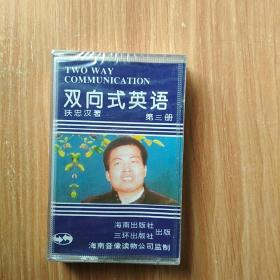 TWO WAY
COMMUNICATION
双向式英语
扶忠汉著
第三册
海南出版社
三环出版社
出版
海南音像读物公司监制